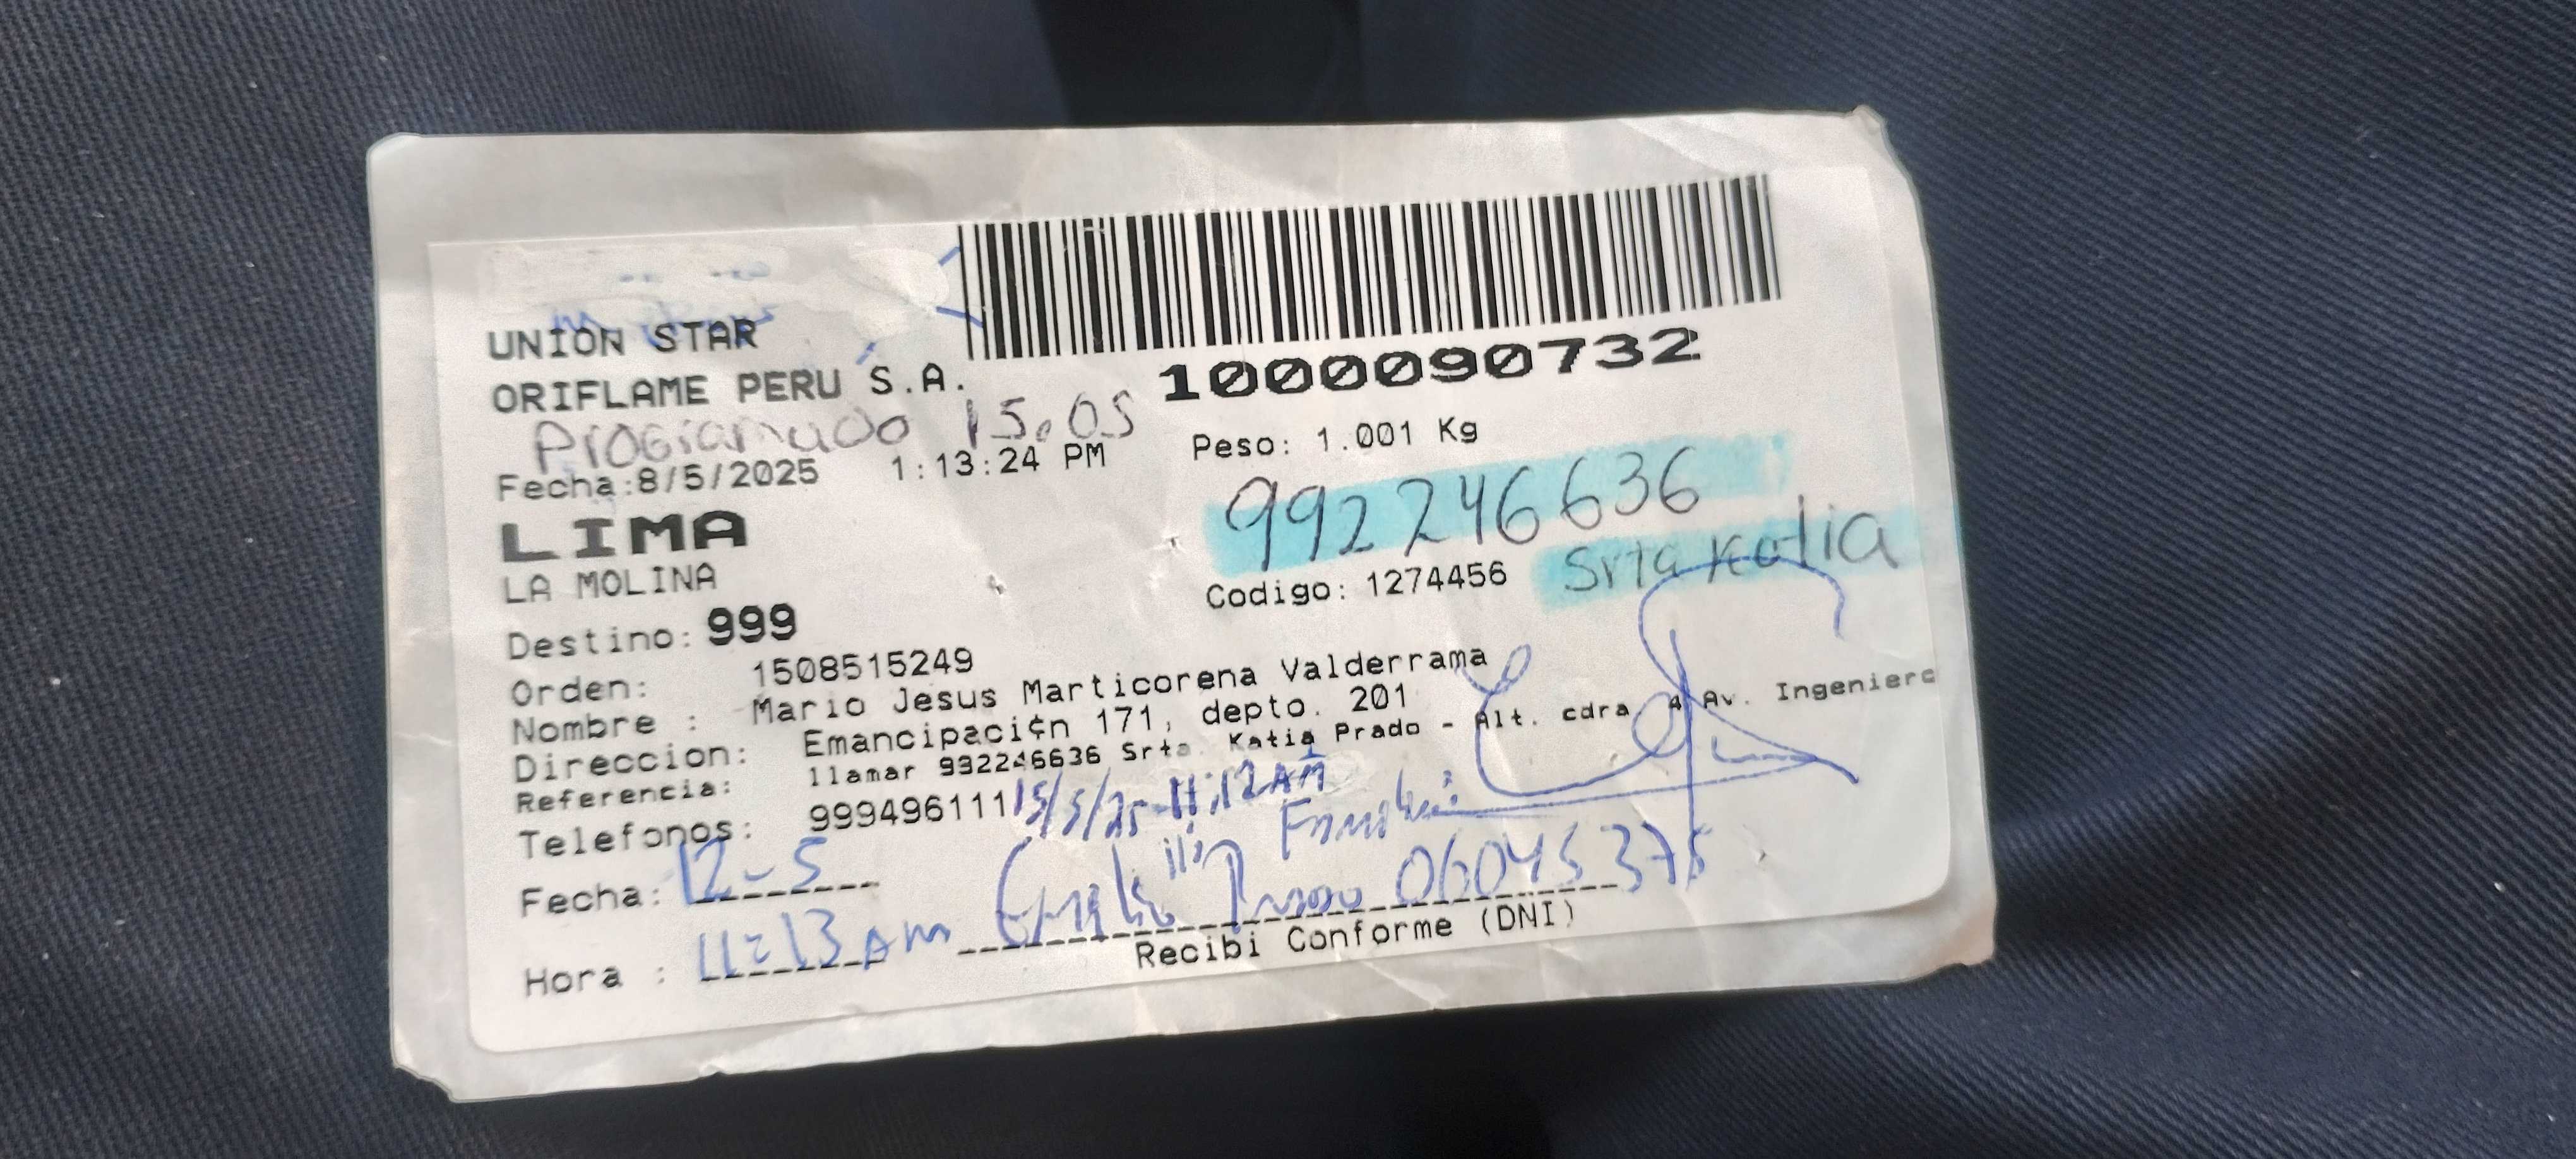 UNION STAR
ORIFLAME PERU S.A.
1000090732
Programado 15.05
Peso: 1.001 Kg
Fecha:8/5/2025 1:13:24 PM
992246636
LIMA
Srta Katia
LA MOLINA
Codigo: 1274456
Destino: 999
Orden: 1508515249
Nombre : Mario Jesus Marticorena Valderrama
Direccion: Emancipaci¢n 171, depto. 201
Referencia: llamar 992246636 Srta. Katia Prado - Alt. cdra 4 Av. Ingeniero
Telefonos: 999496111
15/5/25-11:12 AM
Fecha: 12-5
06045375
Hora : 11:13 AM
Recibi Conforme (DNI)